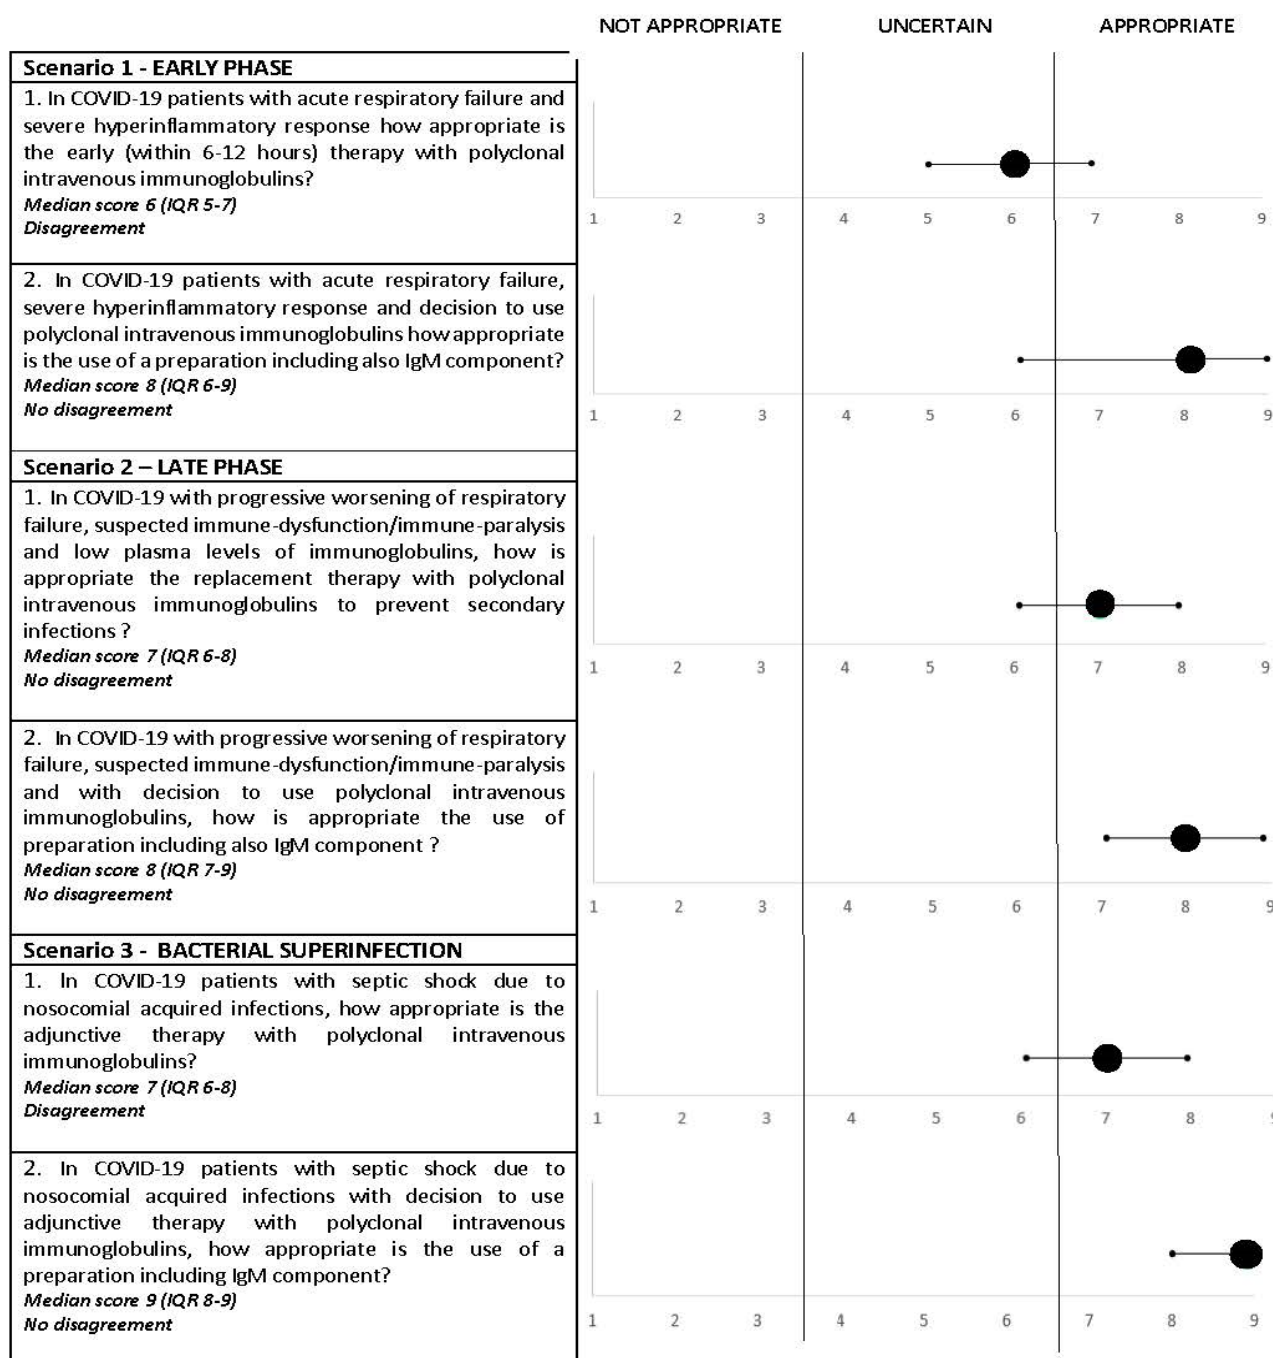 NOT APPROPRIATE UNCERTAIN APPROPRIATE
Scenario 1 - EARLY PHASE
1. In COVID-19 patients with acute respiratory failure and
severe hyperinflammatory response how appropriate is
the early (within 6-12 hours) therapy with polyclonal
intravenous immunoglobulins?
Median score 6 (IQR 5-7)
Disagreement
1 2 3 4 5 6 7 8 9
2. In COVID-19 patients with acute respiratory failure,
severe hyperinflammatory response and decision to use
polyclonal intravenous immunoglobulins how appropriate
is the use of a preparation including also IgM component?
Median score 8 (IQR 6-9)
No disagreement
1 2 3 4 5 6 7 8 9
Scenario 2 – LATE PHASE
1. In COVID-19 with progressive worsening of respiratory
failure, suspected immune-dysfunction/immune-paralysis
and low plasma levels of immunoglobulins, how is
appropriate the replacement therapy with polyclonal
intravenous immunoglobulins to prevent secondary
infections ?
Median score 7 (IQR 6-8)
No disagreement
1 2 3 4 5 6 7 8 9
2. In COVID-19 with progressive worsening of respiratory
failure, suspected immune-dysfunction/immune-paralysis
and with decision to use polyclonal intravenous
immunoglobulins, how is appropriate the use of
preparation including also IgM component ?
Median score 8 (IQR 7-9)
No disagreement
1 2 3 4 5 6 7 8 9
Scenario 3 - BACTERIAL SUPERINFECTION
1. In COVID-19 patients with septic shock due to
nosocomial acquired infections, how appropriate is the
adjunctive therapy with polyclonal intravenous
immunoglobulins?
Median score 7 (IQR 6-8)
Disagreement
1 2 3 4 5 6 7 8 9
2. In COVID-19 patients with septic shock due to
nosocomial acquired infections with decision to use
adjunctive therapy with polyclonal intravenous
immunoglobulins, how appropriate is the use of a
preparation including IgM component?
Median score 9 (IQR 8-9)
No disagreement
1 2 3 4 5 6 7 8 9